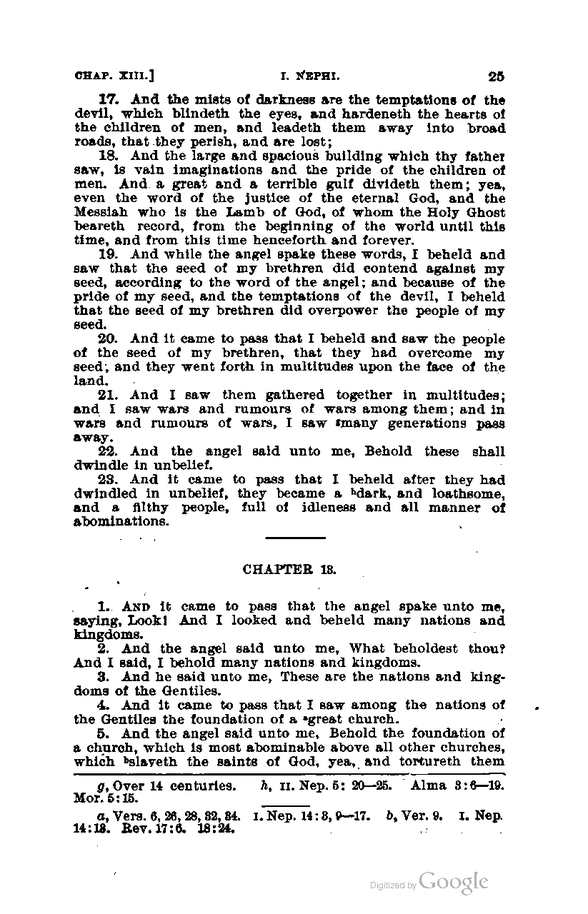 CHAP. XIII.] I. NEPHI. 25
17. And the mists of darkness are the temptations of the
devil, which blindeth the eyes, and hardeneth the hearts of
the children of men, and leadeth them away into broad
roads, that they perish, and are lost;
18. And the large and spacious building which thy father
saw, is vain imaginations and the pride of the children of
men. And a great and a terrible gulf divideth them; yea,
even the word of the justice of the eternal God, and the
Messiah who is the Lamb of God, of whom the Holy Ghost
beareth record, from the beginning of the world until this
time, and from this time henceforth and forever.
19. And while the angel spake these words, I beheld and
saw that the seed of my brethren did contend against my
seed, according to the word of the angel; and because of the
pride of my seed, and the temptations of the devil, I beheld
that the seed of my brethren did overpower the people of my
seed.
20. And it came to pass that I beheld and saw the people
of the seed of my brethren, that they had overcome my
seed; and they went forth in multitudes upon the face of the
land.
21. And I saw them gathered together in multitudes;
and I saw wars and rumours of wars among them; and in
wars and rumours of wars, I saw gmany generations pass
away.
22. And the angel said unto me, Behold these shall
dwindle in unbelief.
23. And it came to pass that I beheld after they had
dwindled in unbelief, they became a hdark, and loathsome,
and a filthy people, full of idleness and all manner of
abominations.
CHAPTER 13.
1. AND it came to pass that the angel spake unto me,
saying, Look! And I looked and beheld many nations and
kingdoms.
2. And the angel said unto me, What beholdest thou?
And I said, I behold many nations and kingdoms.
3. And he said unto me, These are the nations and king-
doms of the Gentiles.
4. And it came to pass that I saw among the nations of
the Gentiles the foundation of a agreat church.
5. And the angel said unto me, Behold the foundation of
a church, which is most abominable above all other churches,
which bslayeth the saints of God, yea, and tortureth them
g, Over 14 centuries. h, II. Nep. 5: 20—25. Alma 3:6—19.
Mor. 5:15.
a, Vers. 6, 26, 28, 32, 34. I. Nep. 14:3, 9—17. b, Ver. 9. I. Nep.
14:13. Rev. 17:6. 18:24.
Digitized by Google